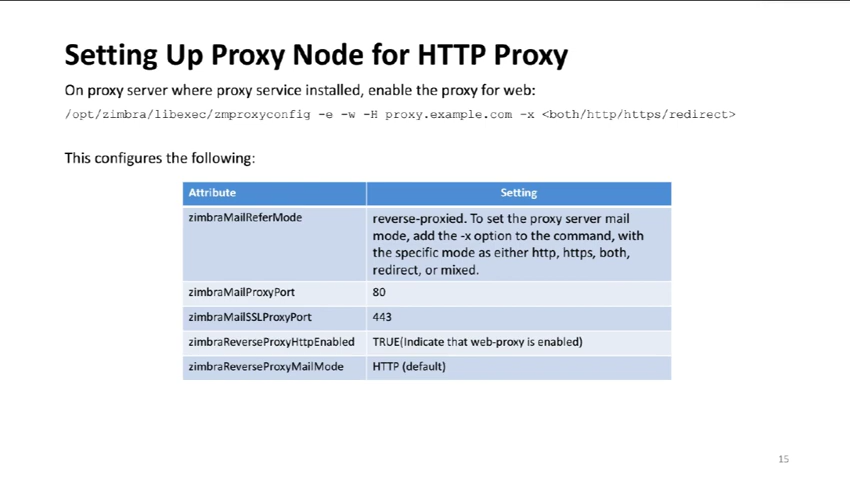 Setting Up Proxy Node for HTTP Proxy
On proxy server where proxy service installed, enable the proxy for web:
/opt/zimbra/libexec/zmproxyconfig -e -w -H proxy.example.com -x <both/http/https/redirect>
This configures the following:
Attribute Setting
zimbraMailReferMode reverse-proxied. To set the proxy server mail
mode, add the -x option to the command, with
the specific mode as either http, https, both,
redirect, or mixed.
zimbraMailProxyPort 80
zimbraMailSSLProxyPort 443
zimbraReverseProxyHttpEnabled TRUE(Indicate that web-proxy is enabled)
zimbraReverseProxyMailMode HTTP (default)
15